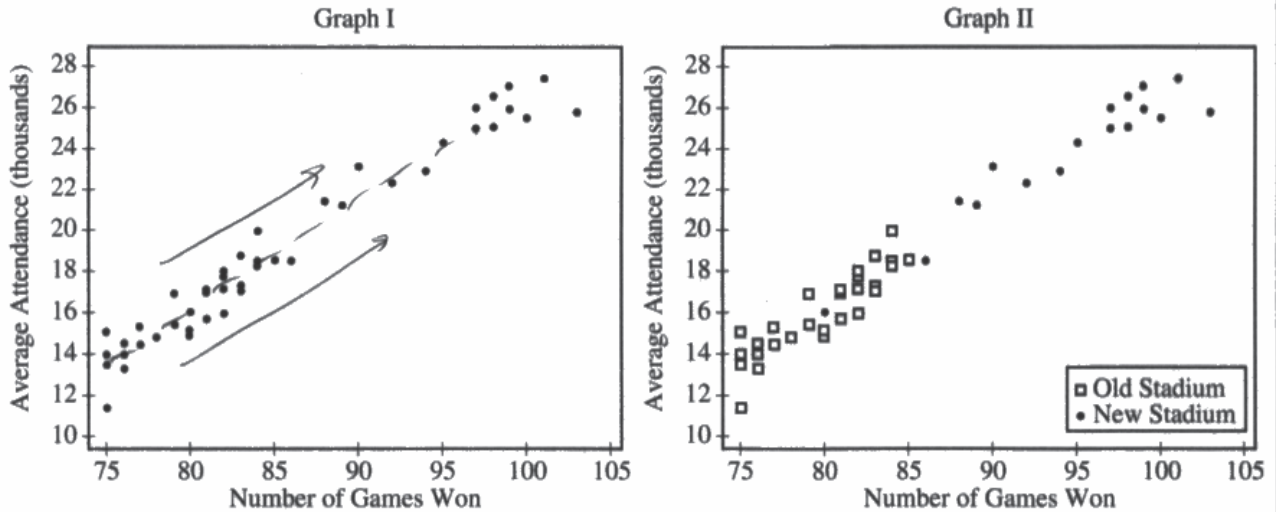 Graph I
Average Attendance (thousands)
28
26
24
22
20
18
16
14
12
10
75 80 85 90 95 100 105
Number of Games Won
Graph II
Average Attendance (thousands)
28
26
24
22
20
18
16
14
12
10
Old Stadium
New Stadium
75 80 85 90 95 100 105
Number of Games Won